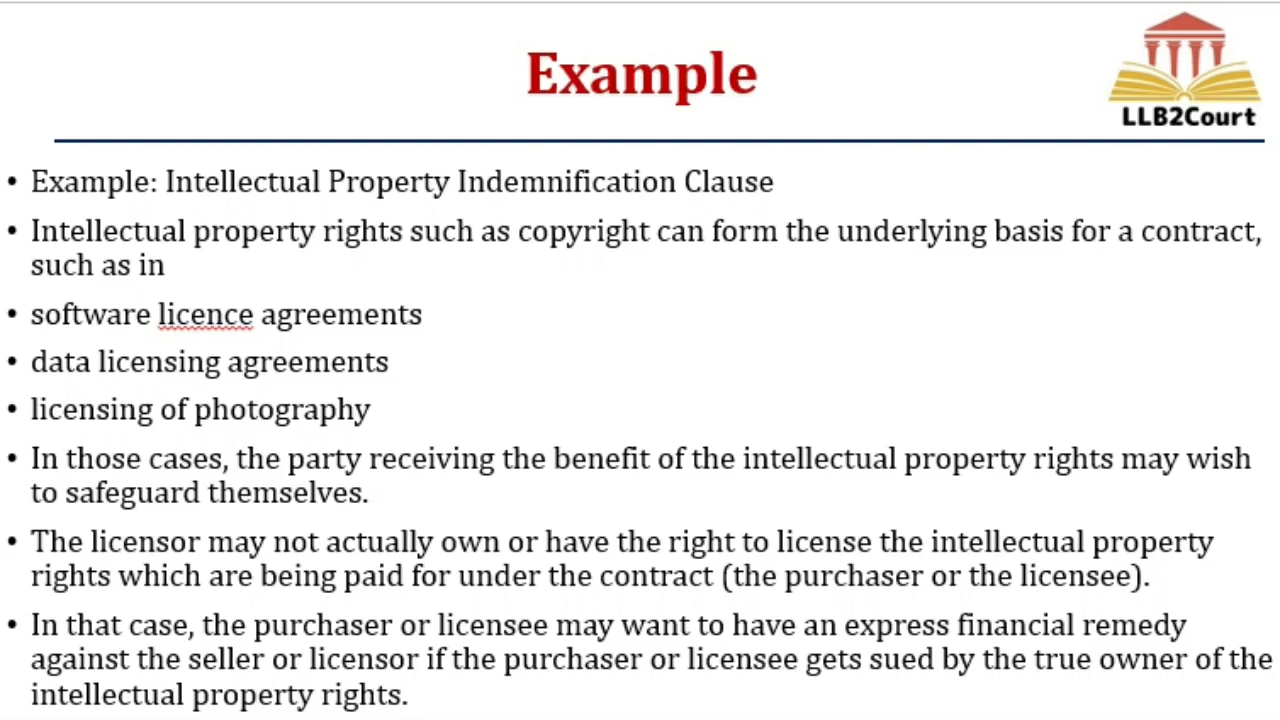 Example
LLB2Court
• Example: Intellectual Property Indemnification Clause
• Intellectual property rights such as copyright can form the underlying basis for a contract,
such as in
• software licence agreements
• data licensing agreements
• licensing of photography
• In those cases, the party receiving the benefit of the intellectual property rights may wish
to safeguard themselves.
• The licensor may not actually own or have the right to license the intellectual property
rights which are being paid for under the contract (the purchaser or the licensee).
• In that case, the purchaser or licensee may want to have an express financial remedy
against the seller or licensor if the purchaser or licensee gets sued by the true owner of the
intellectual property rights.